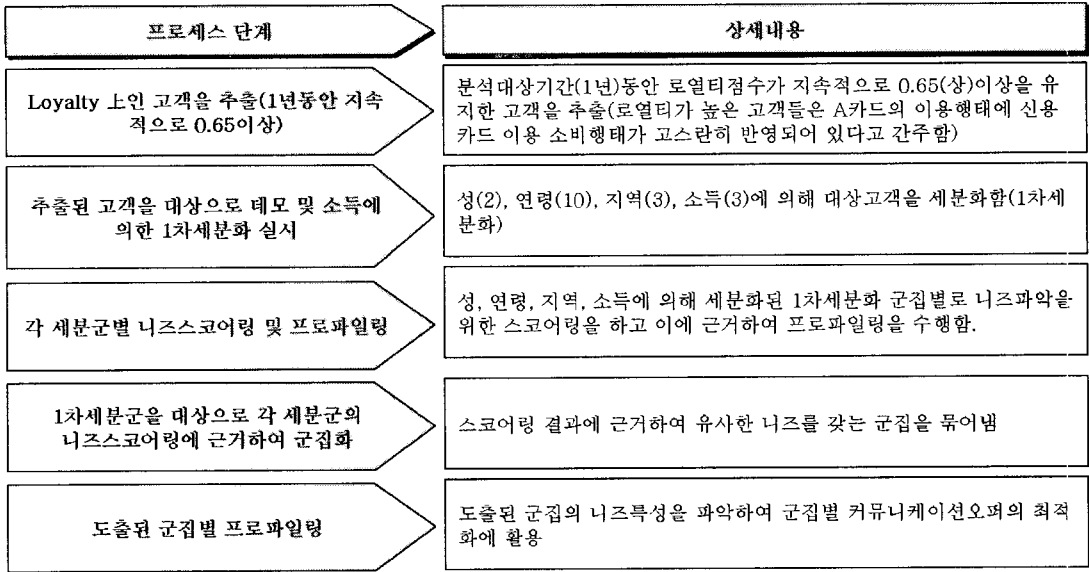 프로세스 단계
상세내용
Loyalty 上인 고객을 추출(1년동안 지속
적으로 0.65이상)
분석대상기간(1년)동안 로열티점수가 지속적으로 0.65(상)이상을 유
지한 고객을 추출(로열티가 높은 고객들은 A카드의 이용행태에 신용
카드 이용 소비행태가 고스란히 반영되어 있다고 간주함)
추출된 고객을 대상으로 데모 및 소득에
의한 1차세분화 실시
성(2), 연령(10), 지역(3), 소득(3)에 의해 대상고객을 세분화함(1차세
분화)
각 세분군별 니즈스코어링 및 프로파일링
성, 연령, 지역, 소득에 의해 세분화된 1차세분화 군집별로 니즈파악을
위한 스코어링을 하고 이에 근거하여 프로파일링을 수행함.
1차세분군을 대상으로 각 세분군의
니즈스코어링에 근거하여 군집화
스코어링 결과에 근거하여 유사한 니즈를 갖는 군집을 묶어냄
도출된 군집별 프로파일링
도출된 군집의 니즈특성을 파악하여 군집별 커뮤니케이션오퍼의 최적
화에 활용